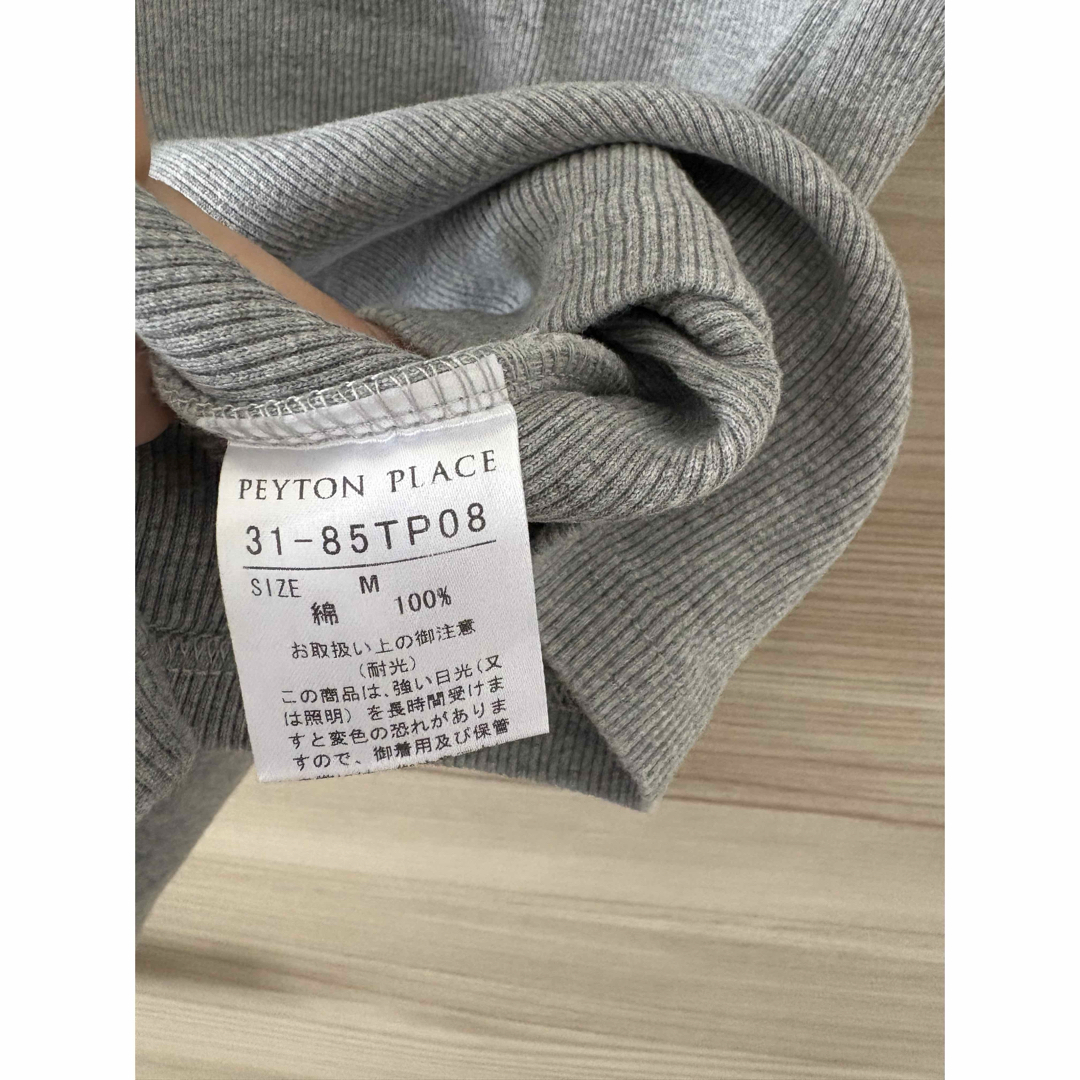 PEYTON PLACE
31-85TP08
SIZE M
綿 100%
お取扱い上の御注意
(耐光)
この商品は、強い日光(又
は照明)を長時間受けま
すと変色の恐れがありま
すので、御着用及び保管